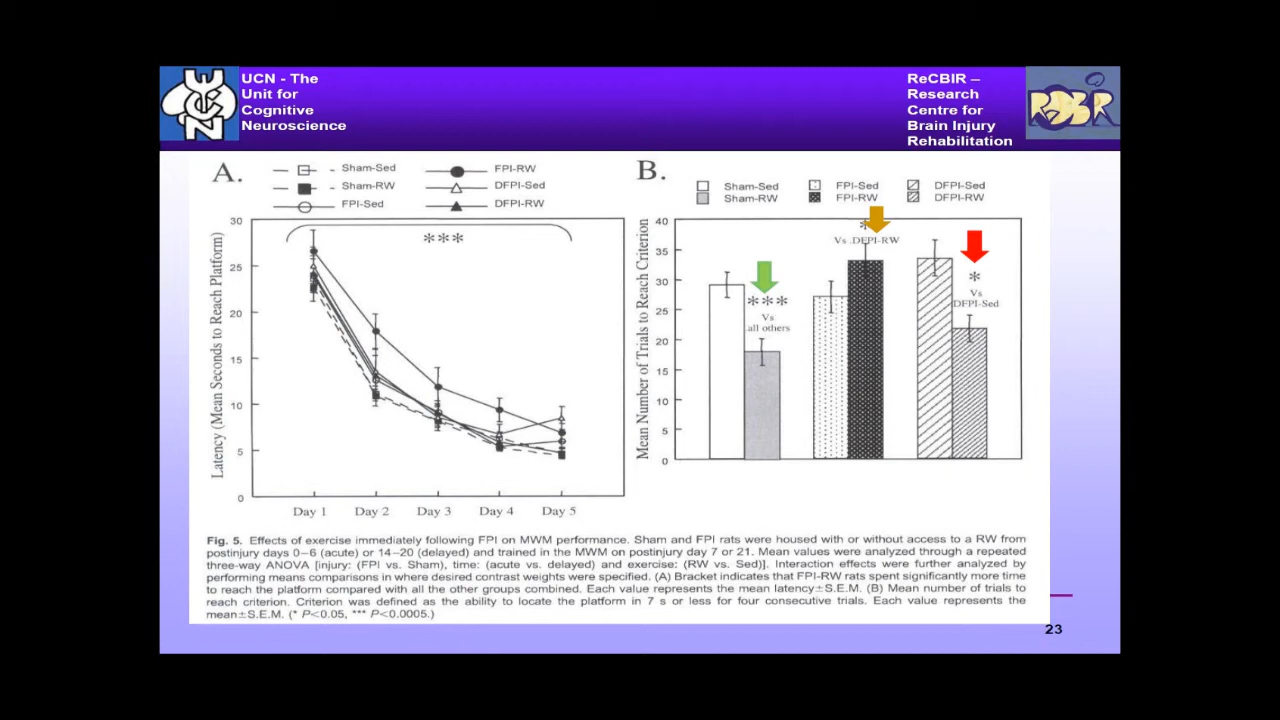 UCN - The
Unit for
Cognitive
Neuroscience
ReCBIR –
Research
Centre for
Brain Injury
Rehabilitation
UCN
RCBIR
A.
Sham-Sed
Sham-RW
FPI-Sed
FPI-RW
DFPI-Sed
DFPI-RW
Latency (Mean Seconds to Reach Platform)
30
25
20
15
10
5
0
***
Day 1 Day 2 Day 3 Day 4 Day 5
B.
Sham-Sed FPI-Sed DFPI-Sed
Sham-RW FPI-RW DFPI-RW
Mean Number of Trials to Reach Criterion
40
35
30
25
20
15
10
5
0
***
Vs
all others
*
Vs .DFPI-RW
*
Vs
DFPI-Sed
Fig. 5. Effects of exercise immediately following FPI on MWM performance. Sham and FPI rats were housed with or without access to a RW from
postinjury days 0–6 (acute) or 14–20 (delayed) and trained in the MWM on postinjury day 7 or 21. Mean values were analyzed through a repeated
three-way ANOVA [injury: (FPI vs. Sham), time: (acute vs. delayed) and exercise: (RW vs. Sed)]. Interaction effects were further analyzed by
performing means comparisons in where desired contrast weights were specified. (A) Bracket indicates that FPI-RW rats spent significantly more time
to reach the platform compared with all the other groups combined. Each value represents the mean latency±S.E.M. (B) Mean number of trials to
reach criterion. Criterion was defined as the ability to locate the platform in 7 s or less for four consecutive trials. Each value represents the
mean±S.E.M. (* P<0.05, *** P<0.0005.)
23